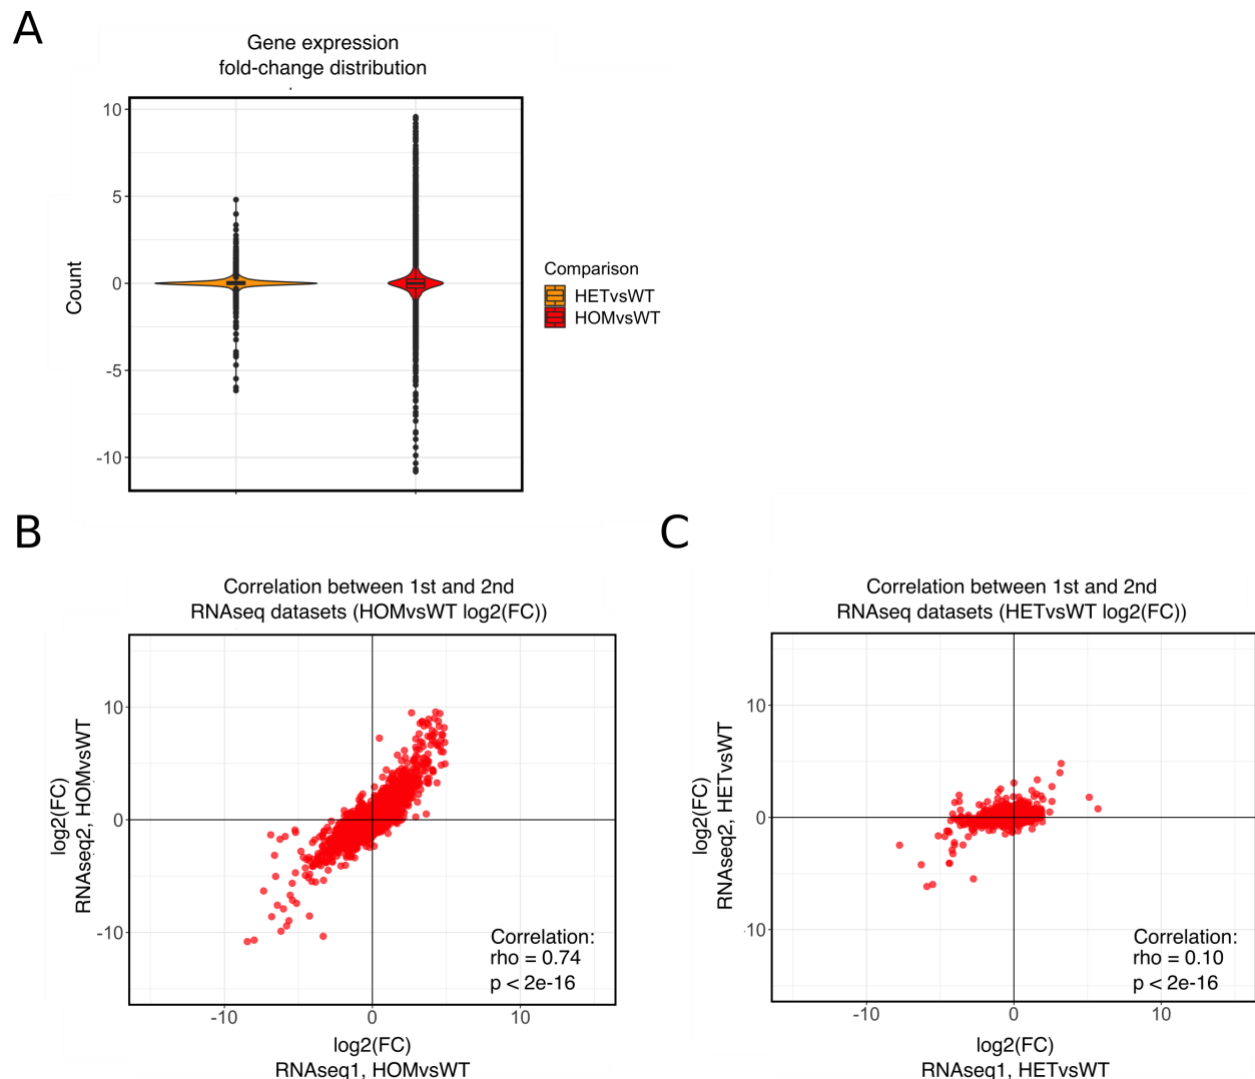 A
Gene expression
fold-change distribution
10
5
0
-5
-10
Count
Comparison
HETvsWT
HOMvsWT
B
Correlation between 1st and 2nd
RNAseq datasets (HOMvsWT log2(FC))
10
0
-10
log2(FC)
RNAseq2, HOMvsWT
Correlation:
rho = 0.74
p < 2e-16
-10
0
10
log2(FC)
RNAseq1, HOMvsWT
C
Correlation between 1st and 2nd
RNAseq datasets (HETvsWT log2(FC))
10
0
-10
log2(FC)
RNAseq2, HETvsWT
Correlation:
rho = 0.10
p < 2e-16
-10
0
10
log2(FC)
RNAseq1, HETvsWT